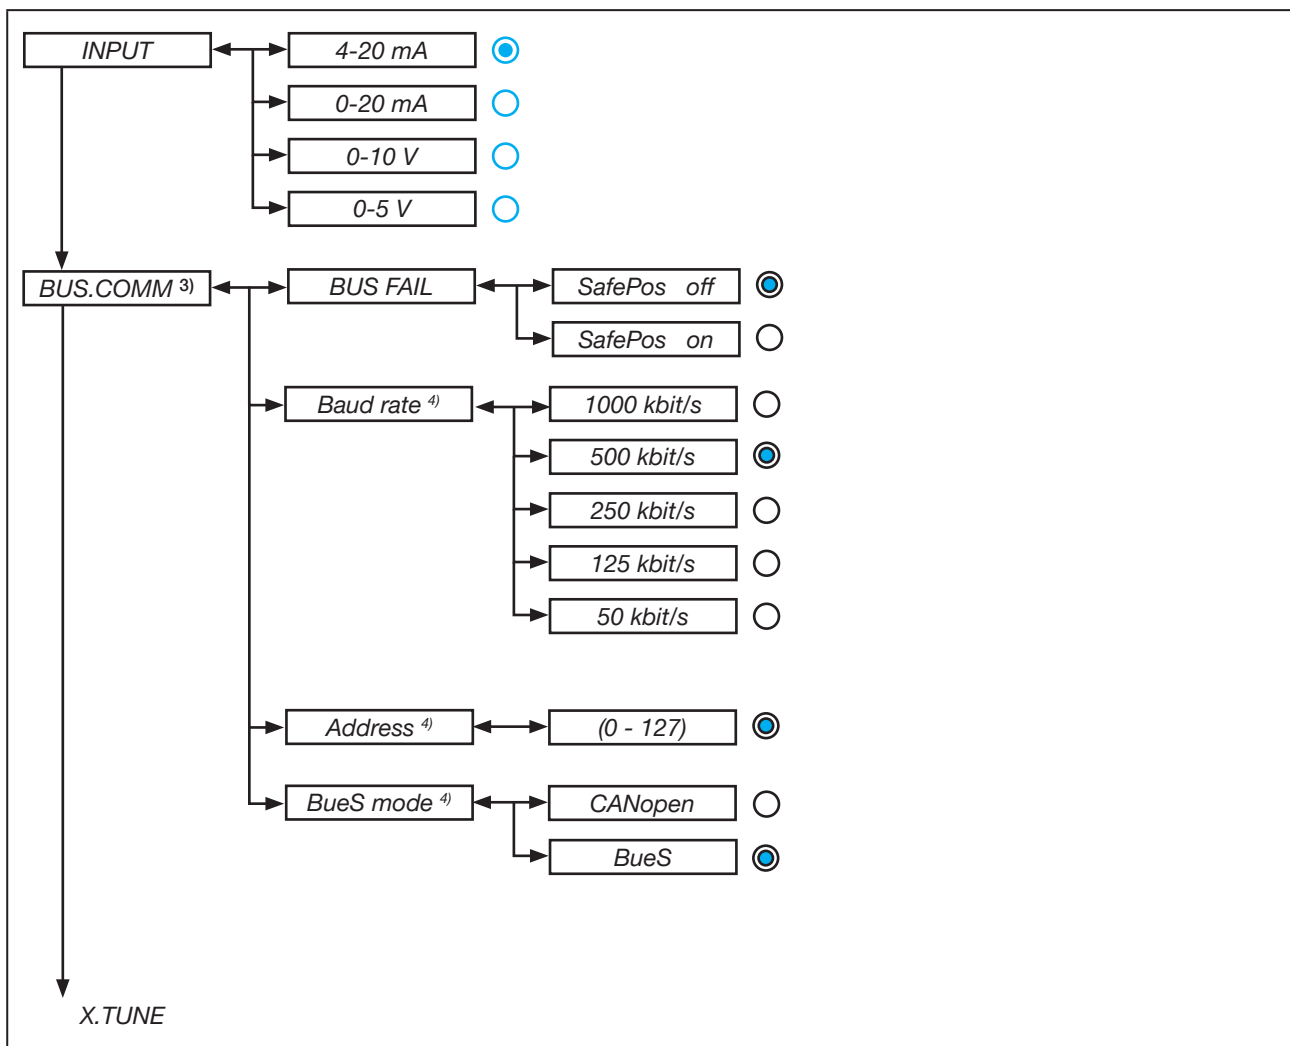 INPUT
4-20 mA
0-20 mA
0-10 V
0-5 V
BUS.COMM 3)
BUS FAIL
SafePos off
SafePos on
Baud rate 4)
1000 kbit/s
500 kbit/s
250 kbit/s
125 kbit/s
50 kbit/s
Address 4)
(0 - 127)
BueS mode 4)
CANopen
BueS
X.TUNE